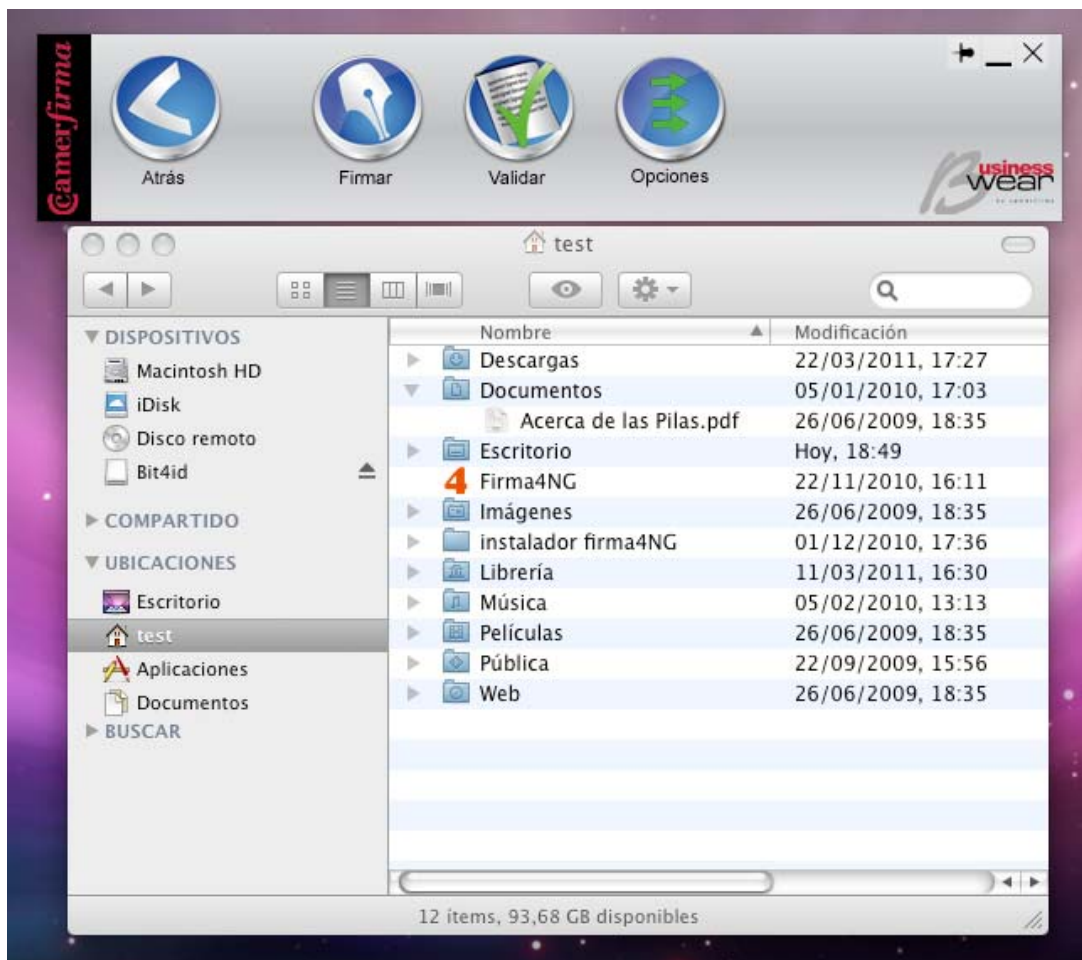 Camerfirma
Atrás
Firmar
Validar
Opciones
Business
wear
test
Nombre
Modificación
DISPOSITIVOS
Macintosh HD
iDisk
Disco remoto
Bit4id
COMPARTIDO
UBICACIONES
Escritorio
test
Aplicaciones
Documentos
BUSCAR
Descargas 22/03/2011, 17:27
Documentos 05/01/2010, 17:03
Acerca de las Pilas.pdf 26/06/2009, 18:35
Escritorio Hoy, 18:49
4 Firma4NG 22/11/2010, 16:11
Imágenes 26/06/2009, 18:35
instalador firma4NG 01/12/2010, 17:36
Librería 11/03/2011, 16:30
Música 05/02/2010, 13:13
Películas 26/06/2009, 18:35
Pública 22/09/2009, 15:56
Web 26/06/2009, 18:35
12 ítems, 93,68 GB disponibles